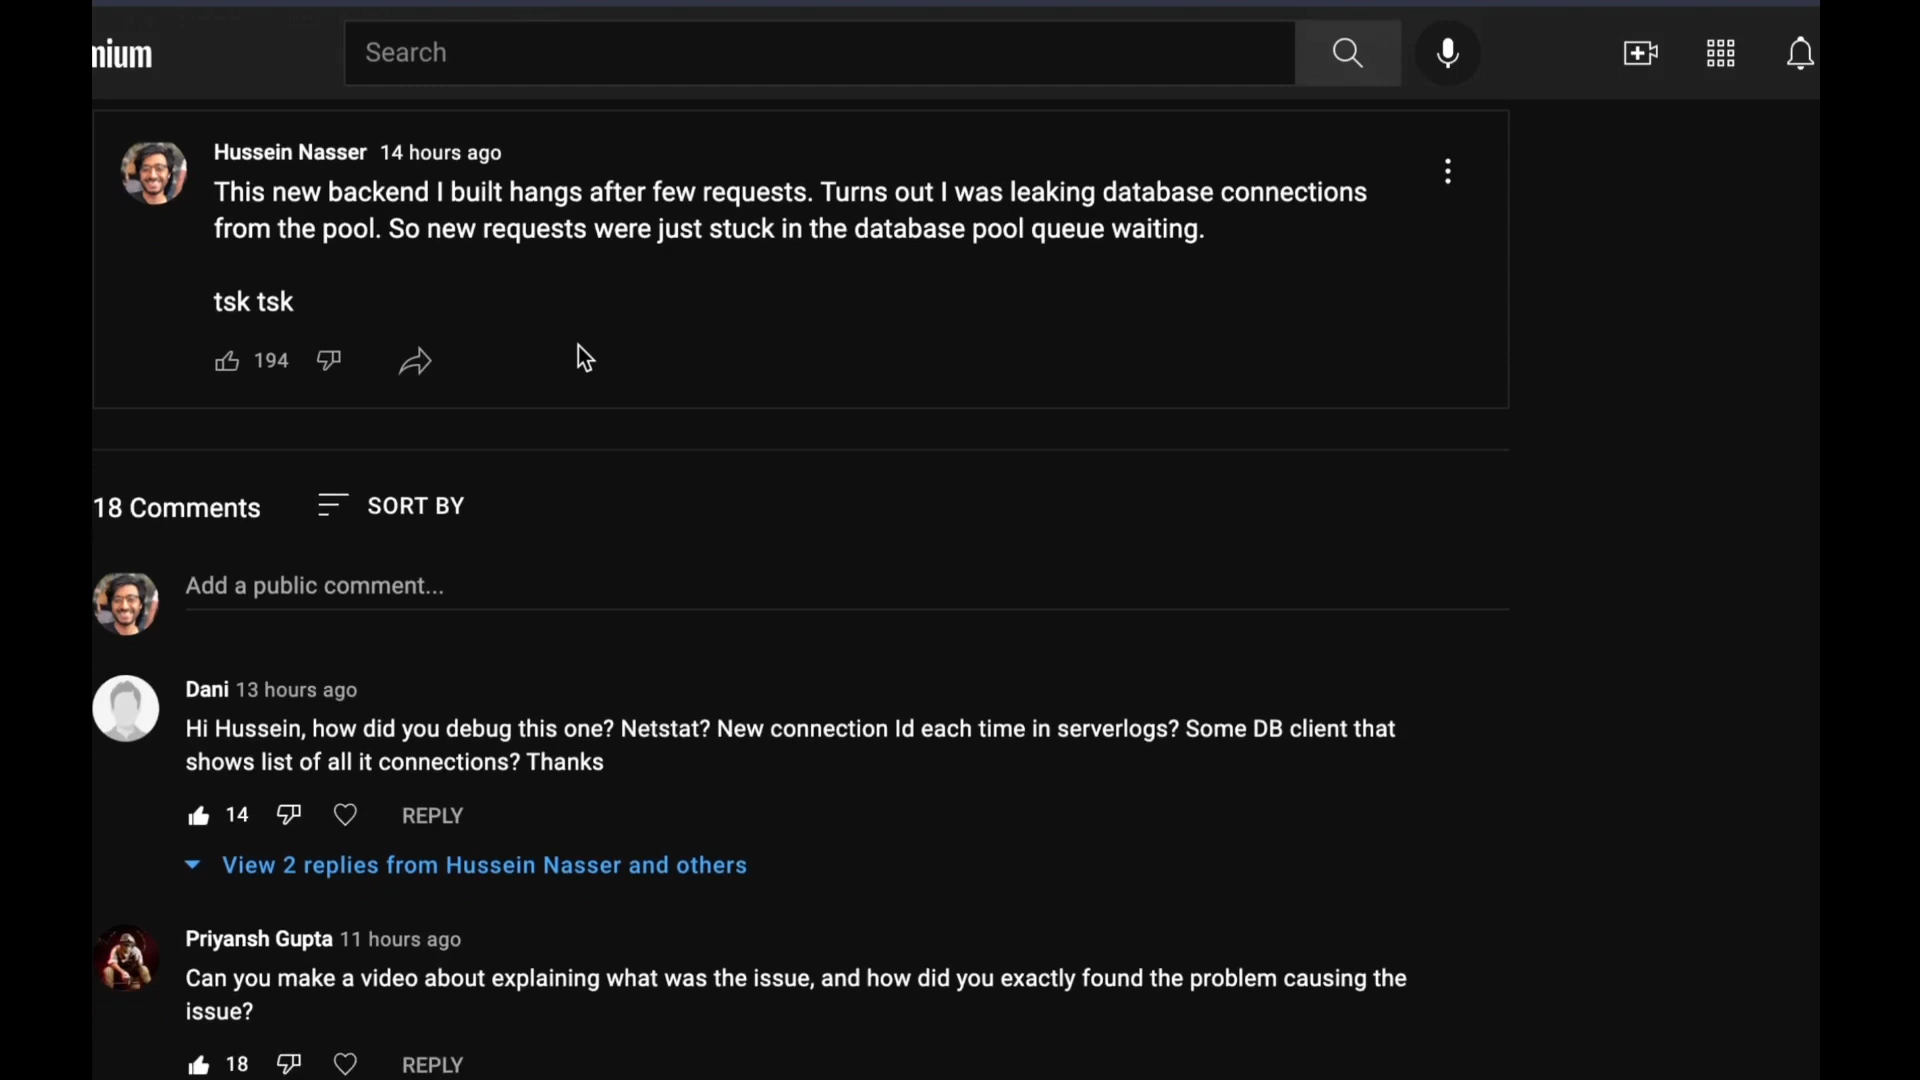 mium
Search
Hussein Nasser 14 hours ago
This new backend I built hangs after few requests. Turns out I was leaking database connections
from the pool. So new requests were just stuck in the database pool queue waiting.
tsk tsk
194
18 Comments SORT BY
Add a public comment...
Dani 13 hours ago
Hi Hussein, how did you debug this one? Netstat? New connection Id each time in serverlogs? Some DB client that
shows list of all it connections? Thanks
14 REPLY
View 2 replies from Hussein Nasser and others
Priyansh Gupta 11 hours ago
Can you make a video about explaining what was the issue, and how did you exactly found the problem causing the
issue?
18 REPLY